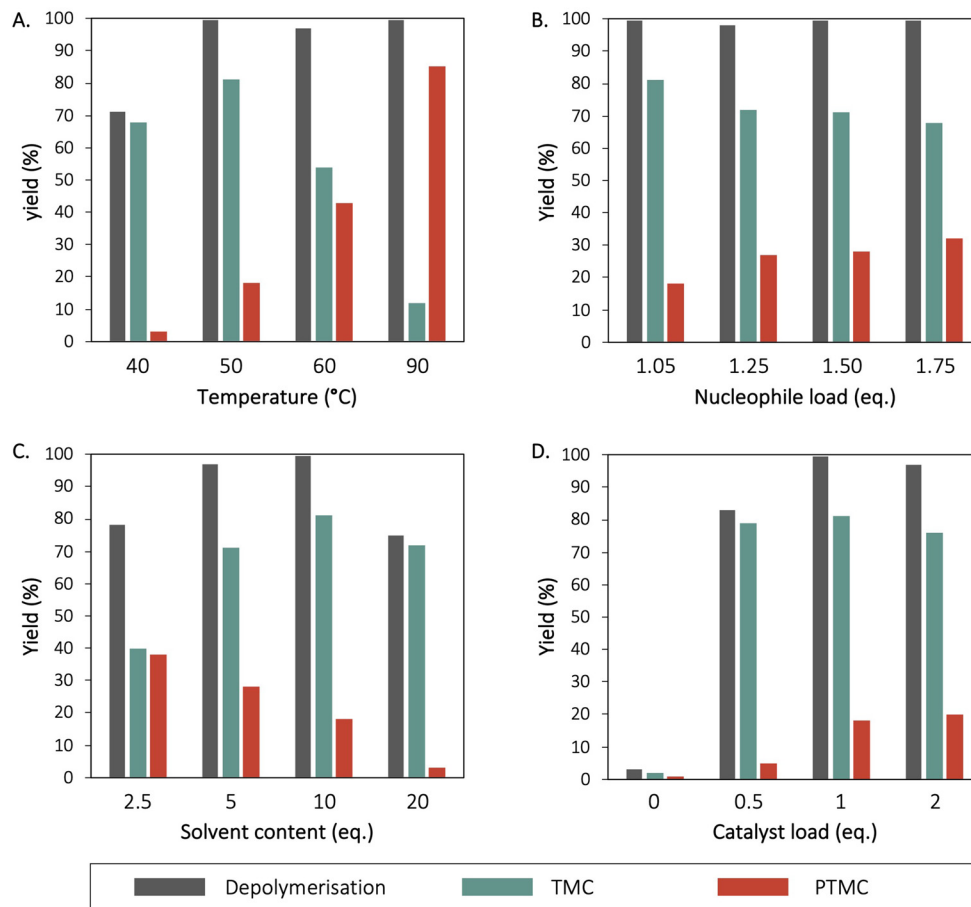 A.
100
90
80
70
60
50
40
30
20
10
0
yield (%)
40 50 60 90
Temperature (°C)
B.
100
90
80
70
60
50
40
30
20
10
0
Yield (%)
1.05 1.25 1.50 1.75
Nucleophile load (eq.)
C.
100
90
80
70
60
50
40
30
20
10
0
Yield (%)
2.5 5 10 20
Solvent content (eq.)
D.
100
90
80
70
60
50
40
30
20
10
0
Yield (%)
0 0.5 1 2
Catalyst load (eq.)
Depolymerisation TMC PTMC